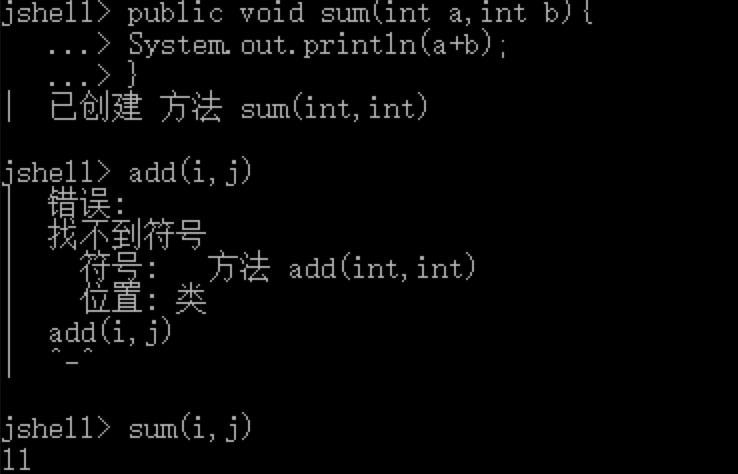 jshell> public void sum(int a,int b){
...> System.out.println(a+b);
...> }
|  已创建 方法 sum(int,int)
jshell> add(i,j)
|  错误:
|  找不到符号
|    符号:   方法 add(int,int)
|    位置: 类
|  add(i,j)
|  ^-^
|
jshell> sum(i,j)
11